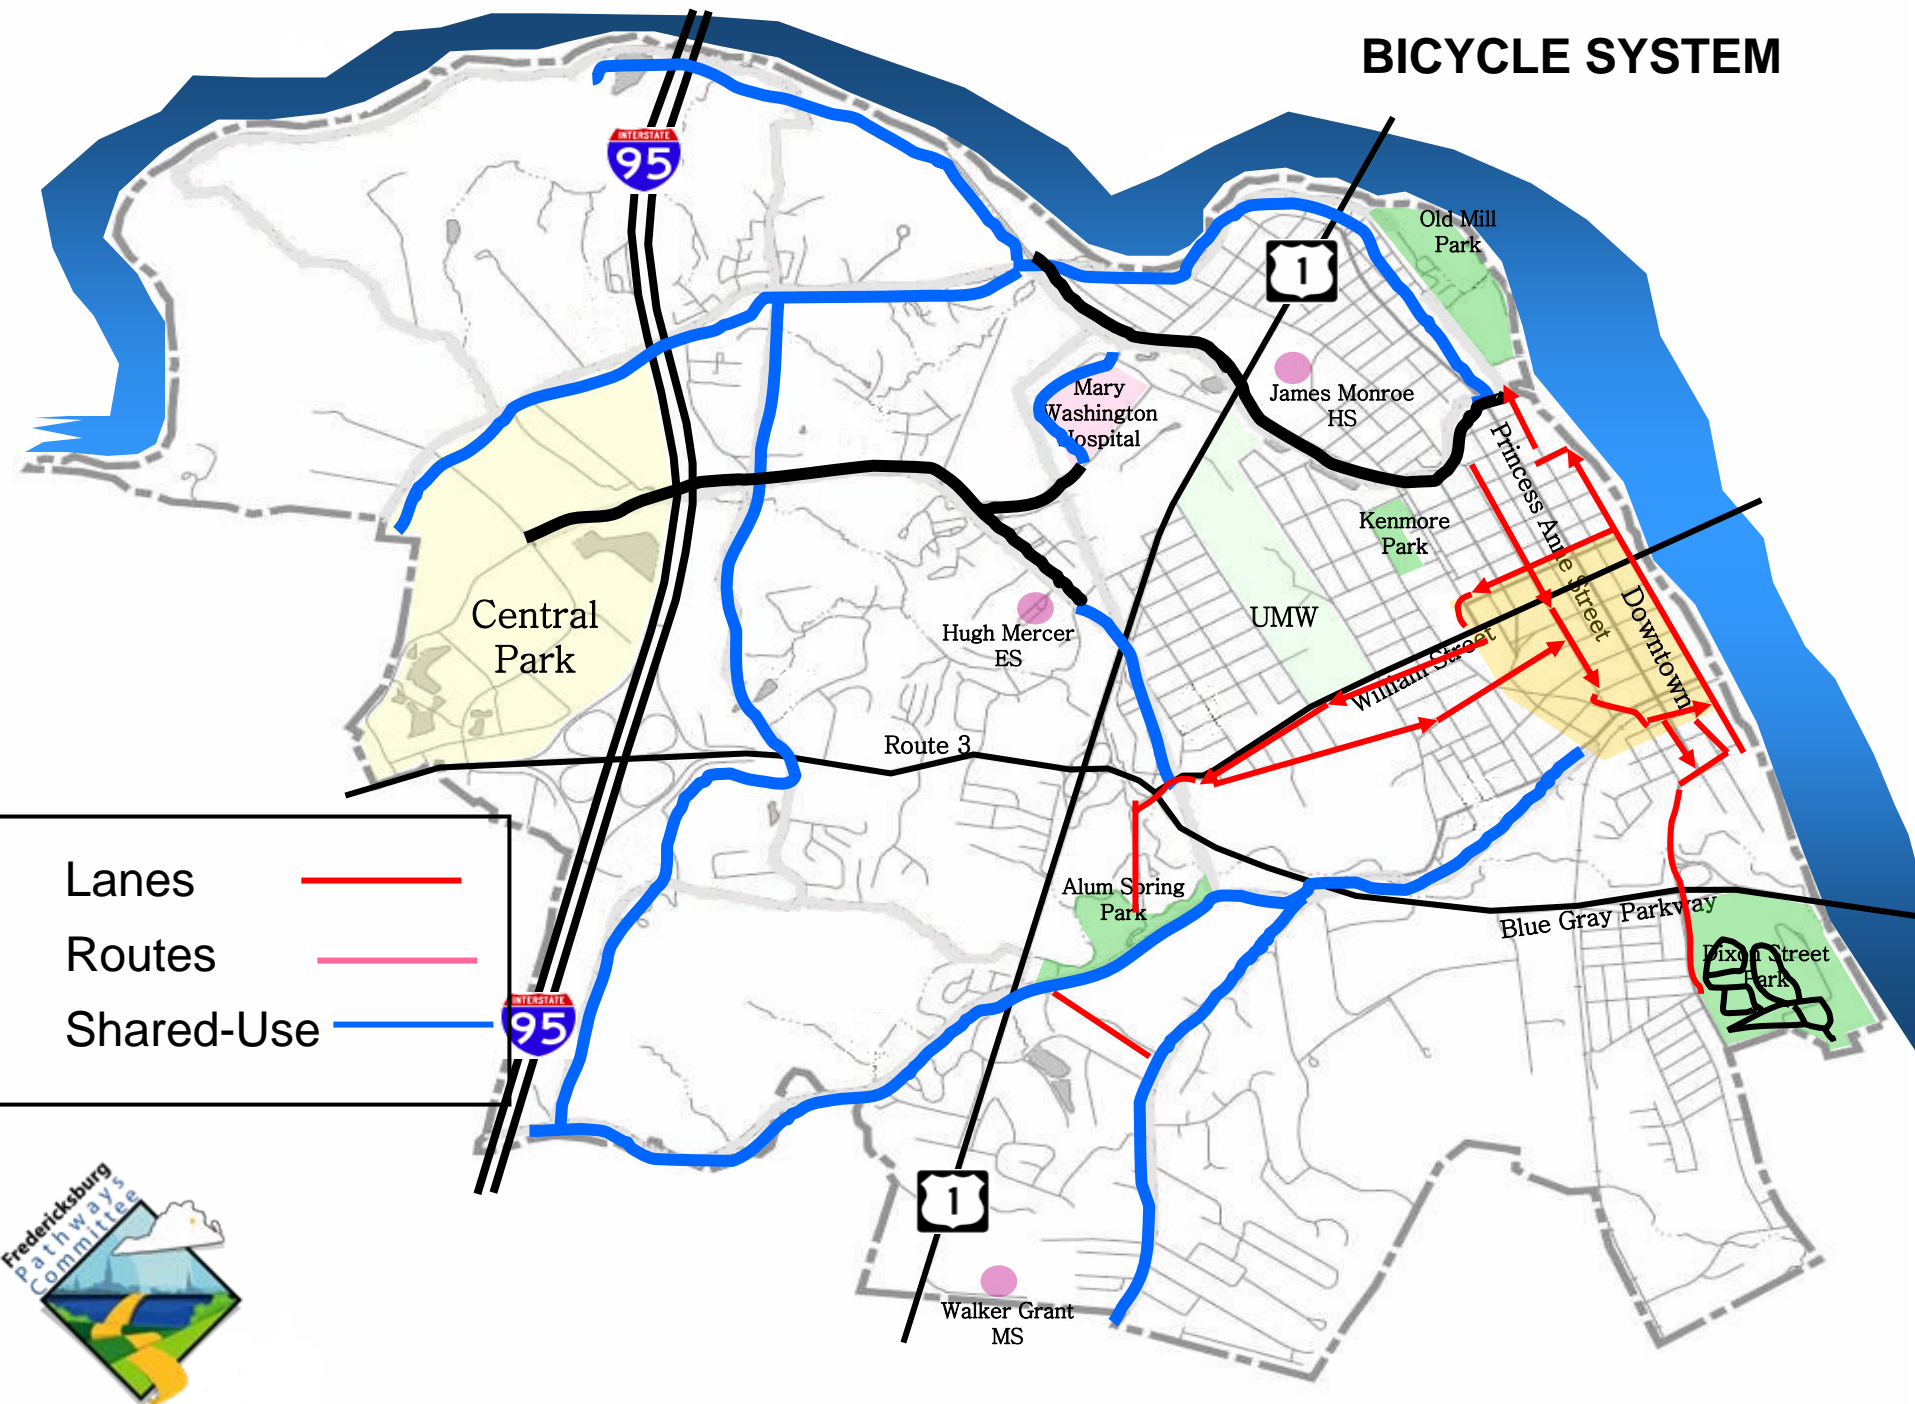 BICYCLE SYSTEM
INTERSTATE
95
Old Mill
Park
1
James Monroe
HS
Mary
Washington
Hospital
Princess Anne Street
Kenmore
Park
Central
Park
UMW
Hugh Mercer
ES
Downtown
William Street
Route 3
Lanes
Routes
Shared-Use
Alum Spring
Park
Blue Gray Parkway
Dixon Street
Park
INTERSTATE
95
1
Walker Grant
MS
Fredericksburg
Pathways
Committee